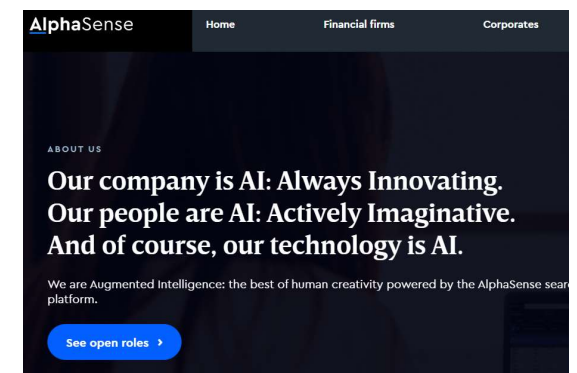 AlphaSense
Home Financial firms Corporates
ABOUT US
Our company is AI: Always Innovating.
Our people are AI: Actively Imaginative.
And of course, our technology is AI.
We are Augmented Intelligence: the best of human creativity powered by the AlphaSense sear
platform.
See open roles ›